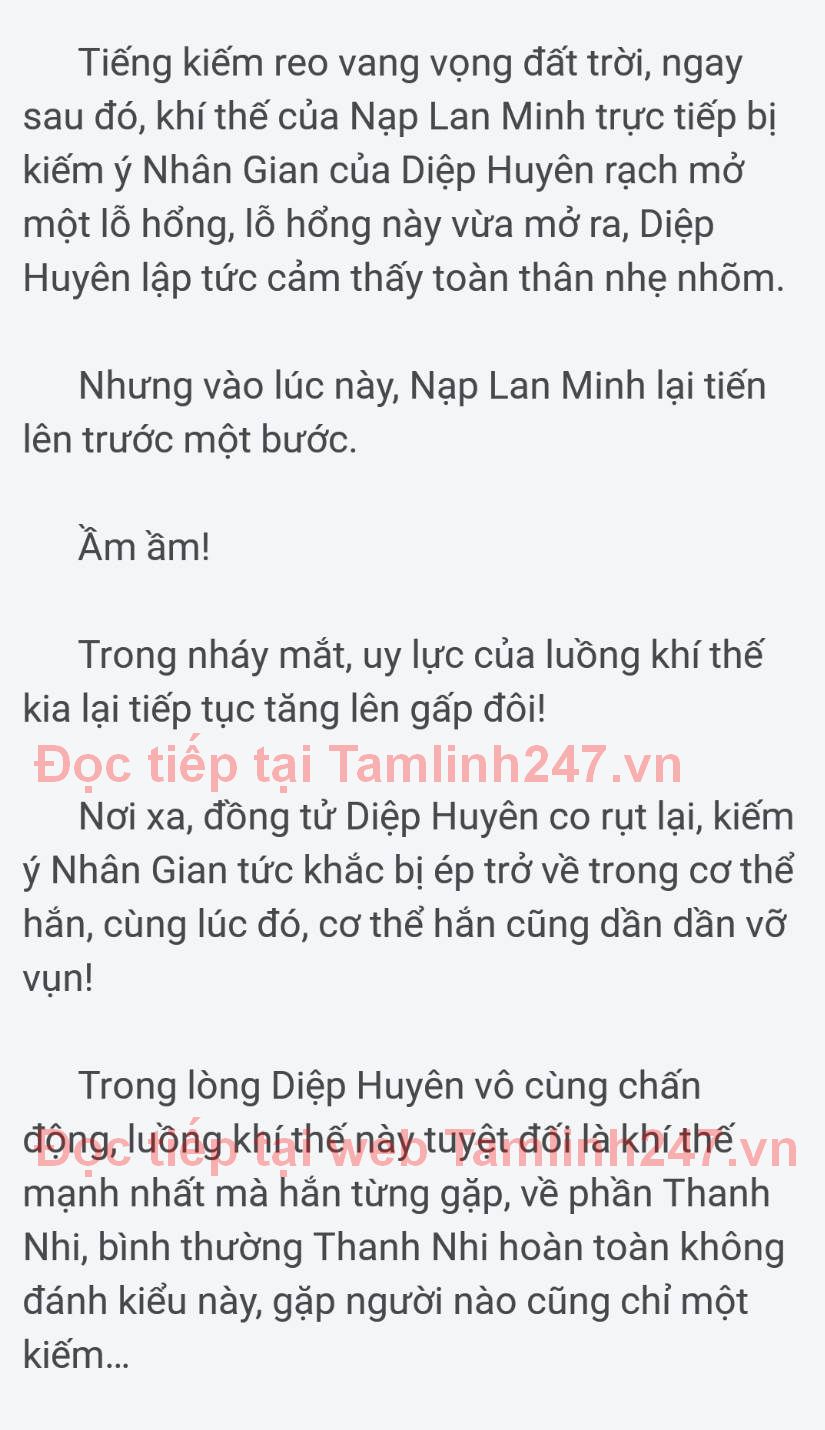 Tiếng kiếm reo vang vọng đất trời, ngay
sau đó, khí thế của Nạp Lan Minh trực tiếp bị
kiếm ý Nhân Gian của Diệp Huyên rạch mở
một lỗ hổng, lỗ hổng này vừa mở ra, Diệp
Huyên lập tức cảm thấy toàn thân nhẹ nhõm.
Nhưng vào lúc này, Nạp Lan Minh lại tiến
lên trước một bước.
Ầm ầm!
Trong nháy mắt, uy lực của luồng khí thế
kia lại tiếp tục tăng lên gấp đôi!
Đọc tiếp tại Tamlinh247.vn
Nơi xa, đồng tử Diệp Huyên co rụt lại, kiếm
ý Nhân Gian tức khắc bị ép trở về trong cơ thể
hắn, cùng lúc đó, cơ thể hắn cũng dần dần vỡ
vụn!
Trong lòng Diệp Huyên vô cùng chấn
động, luồng khí thế này tuyệt đối là khí thế
Đọc tiếp tại web Tamlinh247.vn
mạnh nhất mà hắn từng gặp, về phần Thanh
Nhi, bình thường Thanh Nhi hoàn toàn không
đánh kiểu này, gặp người nào cũng chỉ một
kiếm...